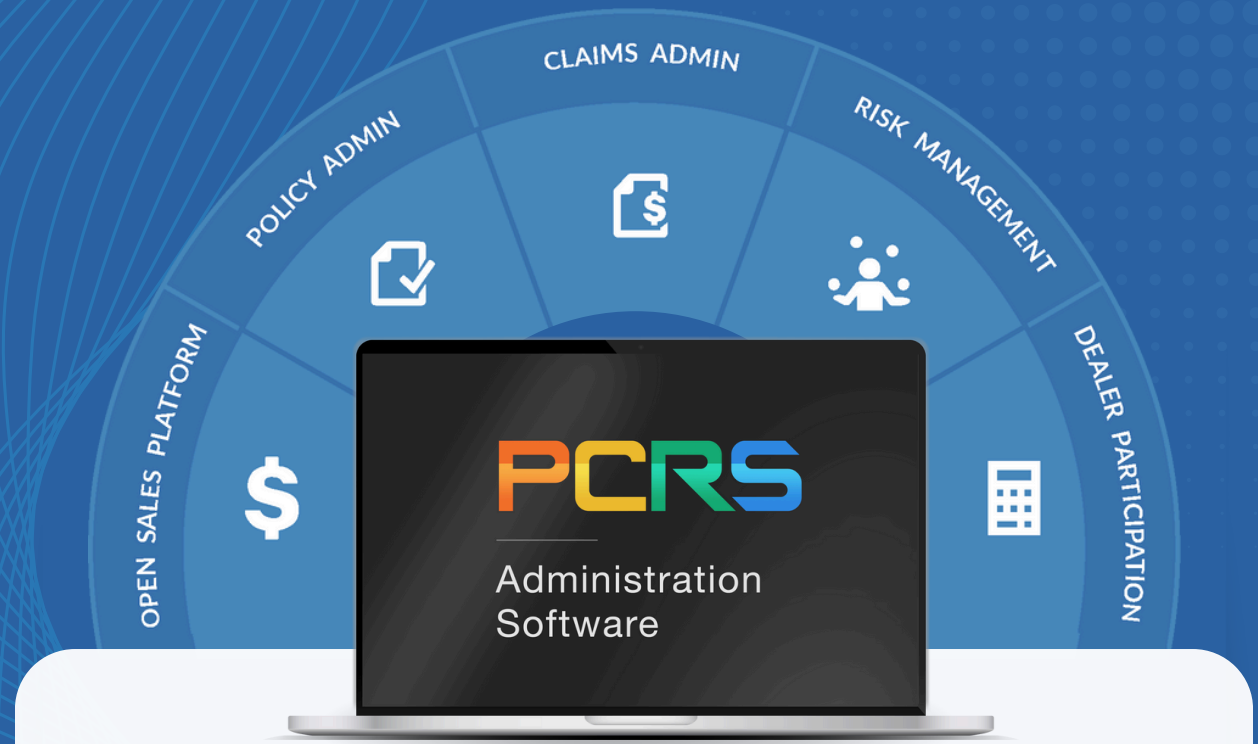 OPEN SALES PLATFORM
POLICY ADMIN
CLAIMS ADMIN
RISK MANAGEMENT
DEALER PARTICIPATION
PCRS
Administration
Software